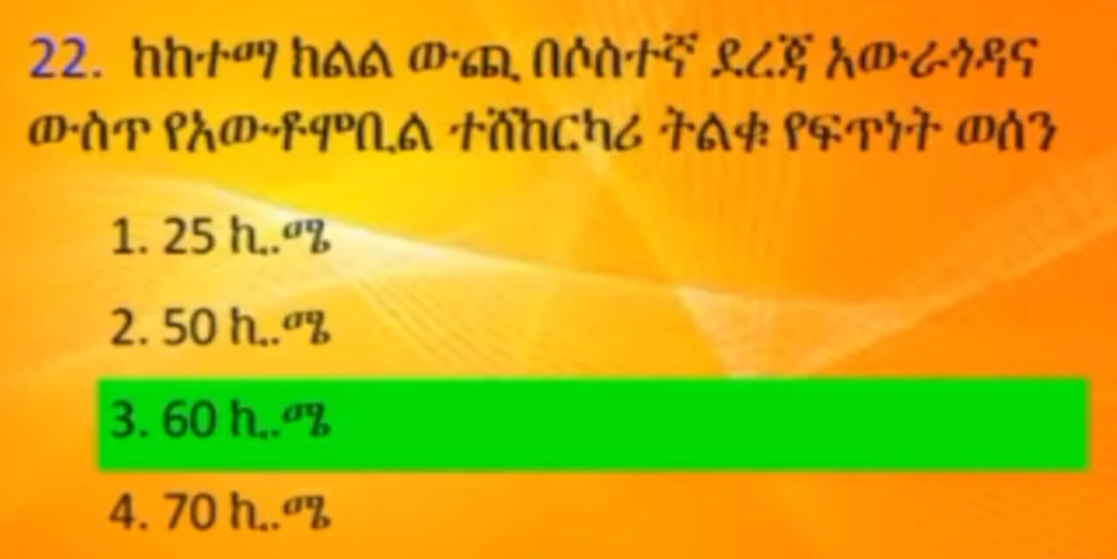 22. ከከተማ ክልል ውጪ በሶስተኛ ደረጃ አውራጎዳና
ውስጥ የአውቶሞቢል ተሽከርካሪ ትልቁ የፍጥነት ወሰን
1. 25 ኪ.ሜ
2. 50 ኪ.ሜ
3. 60 ኪ.ሜ
4. 70 ኪ.ሜ